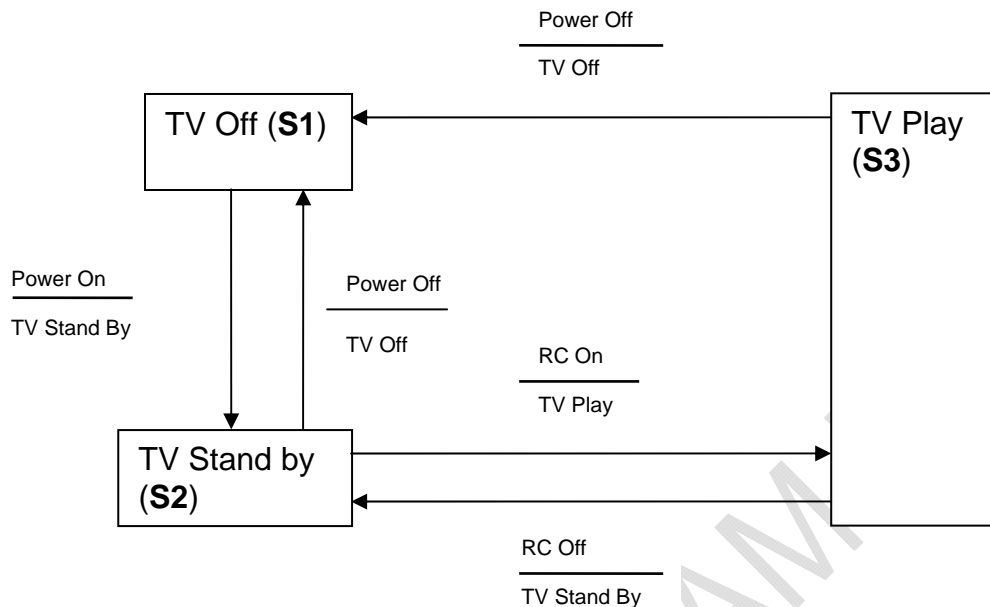 Power Off
TV Off
TV Off (S1)
TV Play
(S3)
Power On
TV Stand By
Power Off
TV Off
RC On
TV Play
TV Stand by
(S2)
RC Off
TV Stand By
AM